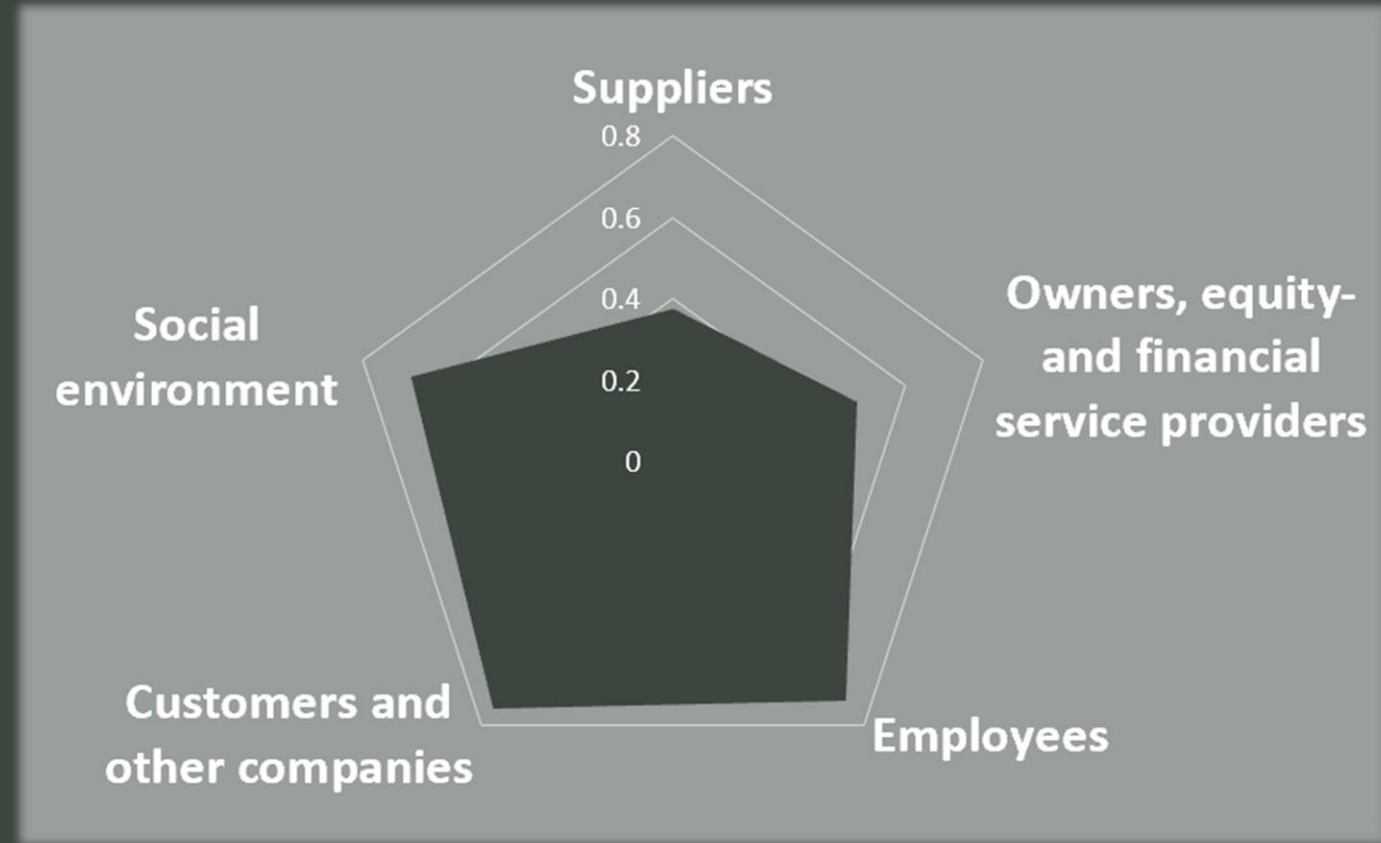 Suppliers
0.8
0.6
0.4
0.2
0
Owners, equity-
and financial
service providers
Employees
Customers and
other companies
Social
environment